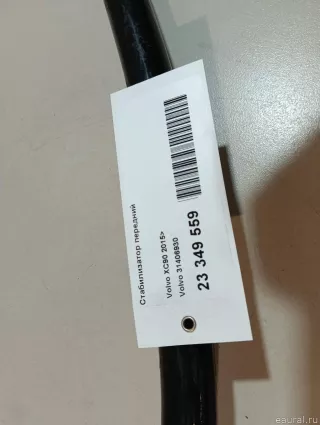 Стабилизатор передний
Volvo XC90 2015>
Volvo 31406930
23 349 559
eaural.ru